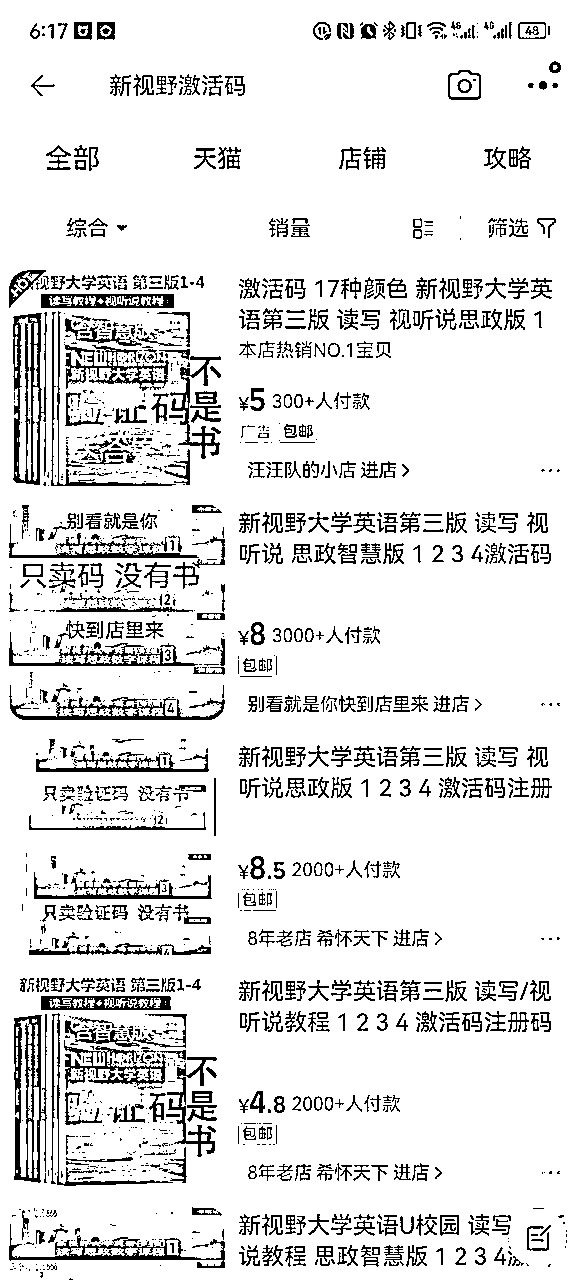 6:17
48
新视野激活码
全部 天猫 店铺 攻略
综合 销量 筛选
HOT
视野大学英语 第三版1-4
读写教程+视听说教程
含智慧版
NEW HORIZON
新视野大学英语
验证码
不是书
激活码 17种颜色 新视野大学英
语第三版 读写 视听说思政版 1
本店热销NO.1宝贝
¥5 300+人付款
广告 包邮
汪汪队的小店 进店>
别看就是你
只卖码 没有书
快到店里来
新视野大学英语第三版 读写 视
听说 思政智慧版 1 2 3 4激活码
¥8 3000+人付款
包邮
别看就是你快到店里来 进店>
只卖验证码 没有书
只卖验证码 没有书
新视野大学英语第三版 读写 视
听说思政版 1 2 3 4 激活码注册
¥8.5 2000+人付款
包邮
8年老店 希怀天下 进店>
新视野大学英语 第三版1-4
读写教程+视听说教程
含智慧版
NEW HORIZON
新视野大学英语
验证码
不是书
新视野大学英语第三版 读写/视
听说教程 1 2 3 4 激活码注册码
¥4.8 2000+人付款
包邮
8年老店 希怀天下 进店>
新视野大学英语U校园 读写
说教程 思政智慧版 1 2 3 4